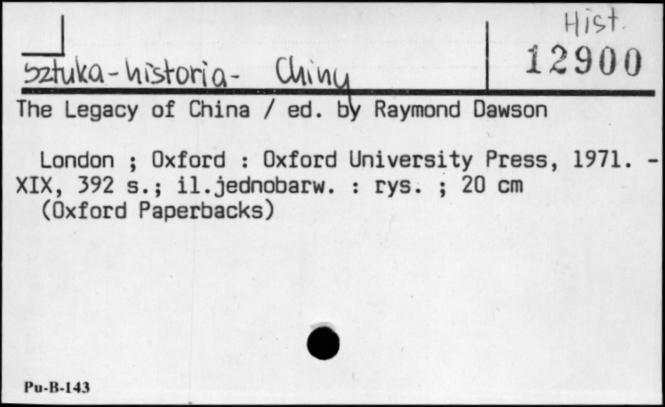 Hist.
12900
sztuka - historia - Chiny
The Legacy of China / ed. by Raymond Dawson
London ; Oxford : Oxford University Press, 1971. -
XIX, 392 s.; il.jednobarw. : rys. ; 20 cm
(Oxford Paperbacks)
Pu-B-143